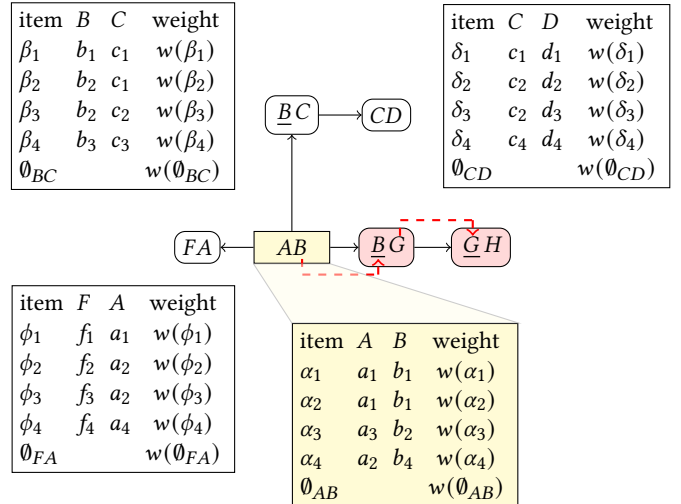 item B C weight
β1 b1 c1 w(β1)
β2 b2 c1 w(β2)
β3 b2 c2 w(β3)
β4 b3 c3 w(β4)
∅BC w(∅BC)
item C D weight
δ1 c1 d1 w(δ1)
δ2 c2 d2 w(δ2)
δ3 c2 d3 w(δ3)
δ4 c4 d4 w(δ4)
∅CD w(∅CD)
BC CD
FA AB BG GH
item F A weight
ϕ1 f1 a1 w(ϕ1)
ϕ2 f2 a2 w(ϕ2)
ϕ3 f3 a2 w(ϕ3)
ϕ4 f4 a4 w(ϕ4)
∅FA w(∅FA)
item A B weight
α1 a1 b1 w(α1)
α2 a1 b1 w(α2)
α3 a3 b2 w(α3)
α4 a2 b4 w(α4)
∅AB w(∅AB)